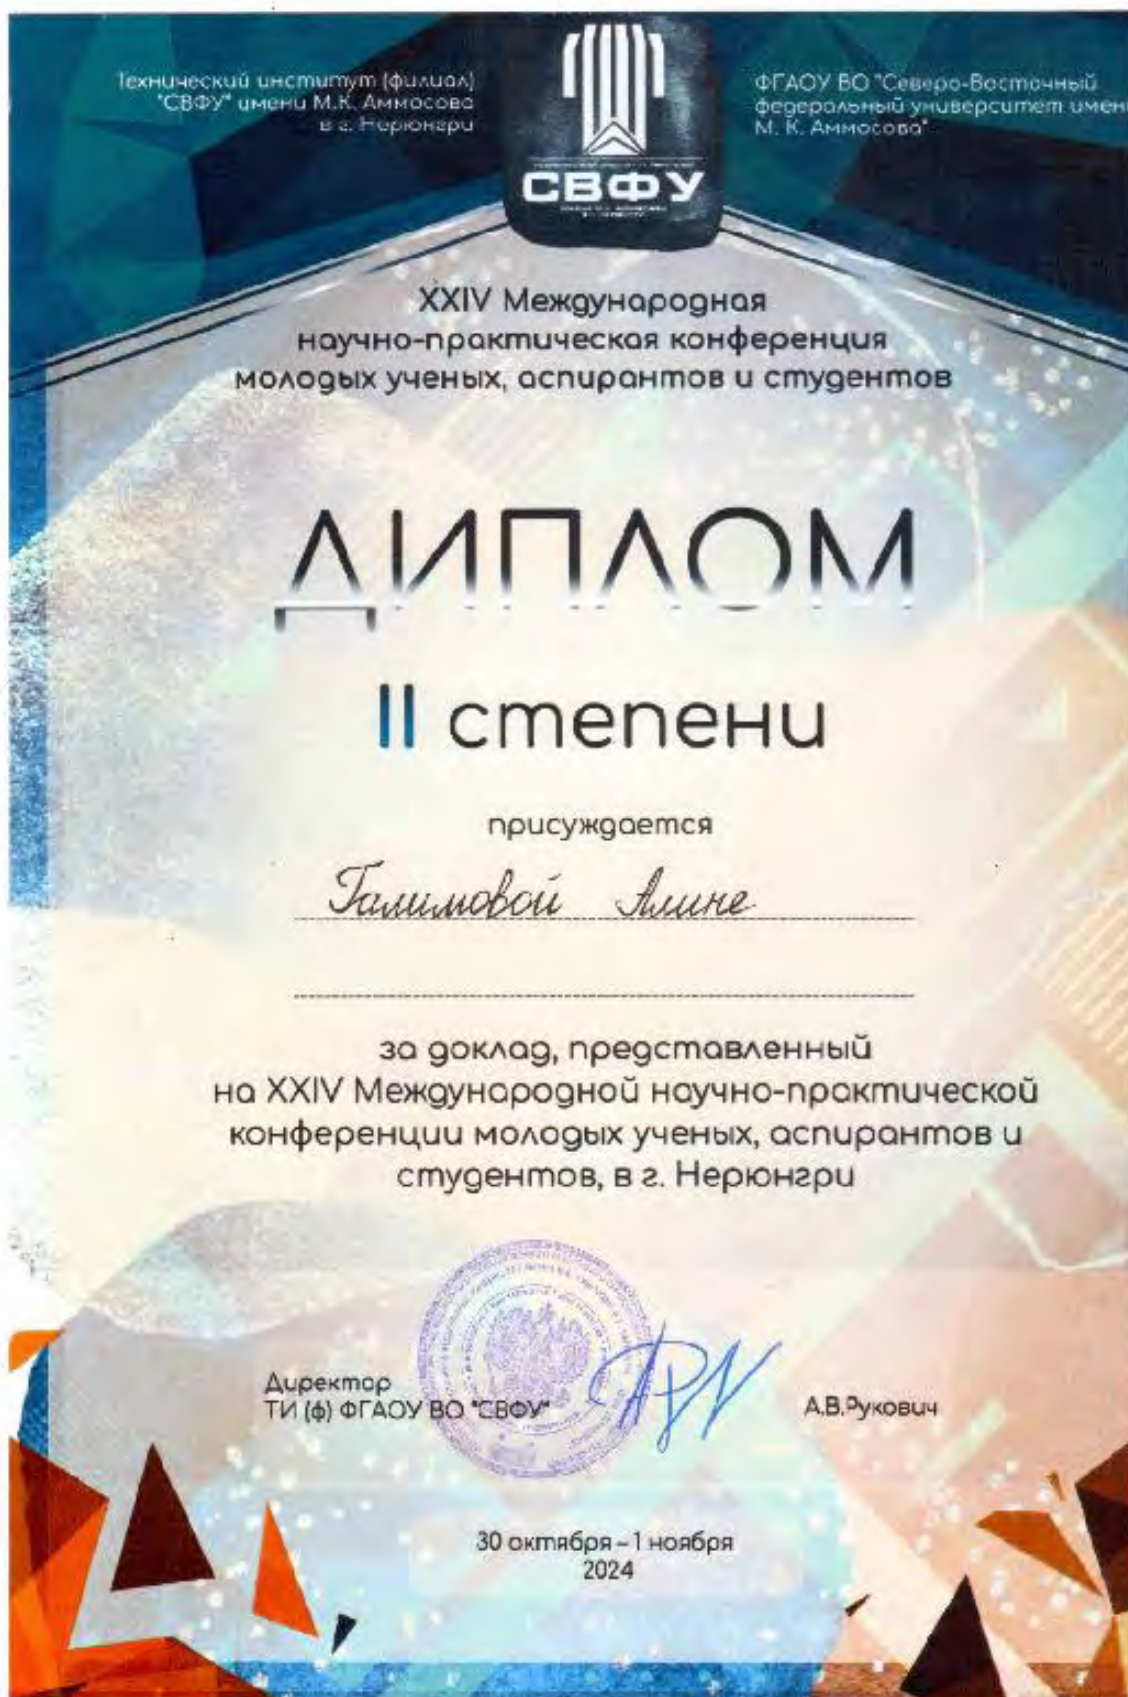 Технический институт (филиал)
"СВФУ" имени М.К. Аммосова
в г. Нерюнгри
ФГАОУ ВО "Северо-Восточный
федеральный университет имени
М. К. Аммосова"
СВФУ
XXIV Международная
научно-практическая конференция
молодых ученых, аспирантов и студентов
ДИПЛОМ
II степени
присуждается
Галимовой Алине
за доклад, представленный
на XXIV Международной научно-практической
конференции молодых ученых, аспирантов и
студентов, в г. Нерюнгри
Директор
ТИ (ф) ФГАОУ ВО "СВФУ"
А.В.Рукович
30 октября – 1 ноября
2024